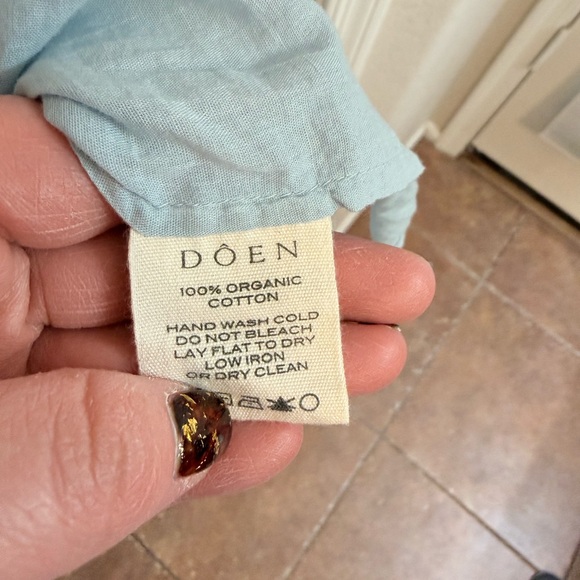 DÔEN
100% ORGANIC
COTTON
HAND WASH COLD
DO NOT BLEACH
LAY FLAT TO DRY
LOW IRON
OR DRY CLEAN